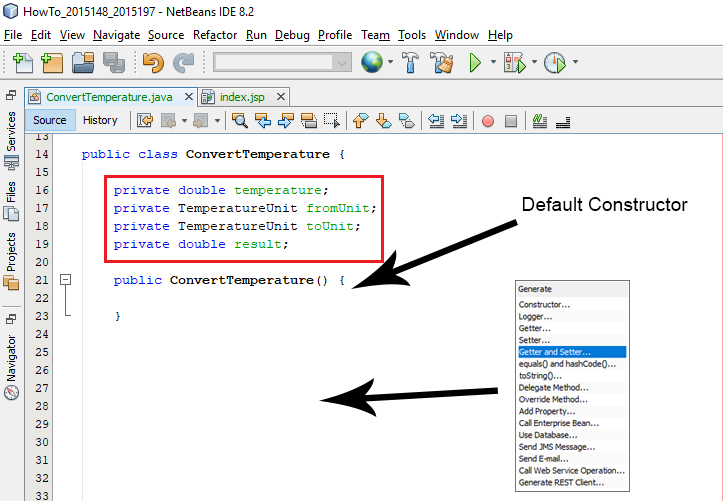 HowTo_2015148_2015197 - NetBeans IDE 8.2
File Edit View Navigate Source Refactor Run Debug Profile Team Tools Window Help
ConvertTemperature.java index.jsp
Source History
Services
Files
Projects
Navigator
13
14 public class ConvertTemperature {
15
16 private double temperature;
17 private TemperatureUnit fromUnit;
18 private TemperatureUnit toUnit;
19 private double result;
20
21 public ConvertTemperature() {
22
23 }
24
25
26
27
28
29
30
31
32
33
Default Constructor
Generate
Constructor...
Logger...
Getter...
Setter...
Getter and Setter...
equals() and hashCode()...
toString()...
Delegate Method...
Override Method...
Add Property...
Call Enterprise Bean...
Use Database...
Send JMS Message...
Send E-mail...
Call Web Service Operation...
Generate REST Client...